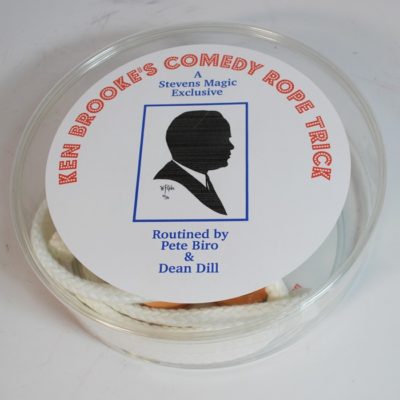 KEN BROOKE'S COMEDY ROPE TRICK
A
Stevens Magic
Exclusive
Routined by
Pete Biro
&
Dean Dill